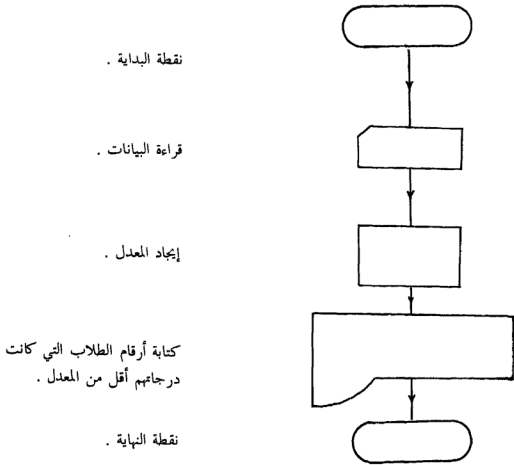 نقطة البداية .
قراءة البيانات .
إيجاد المعدل .
كتابة أرقام الطلاب التي كانت
درجاتهم أقل من المعدل .
نقطة النهاية .